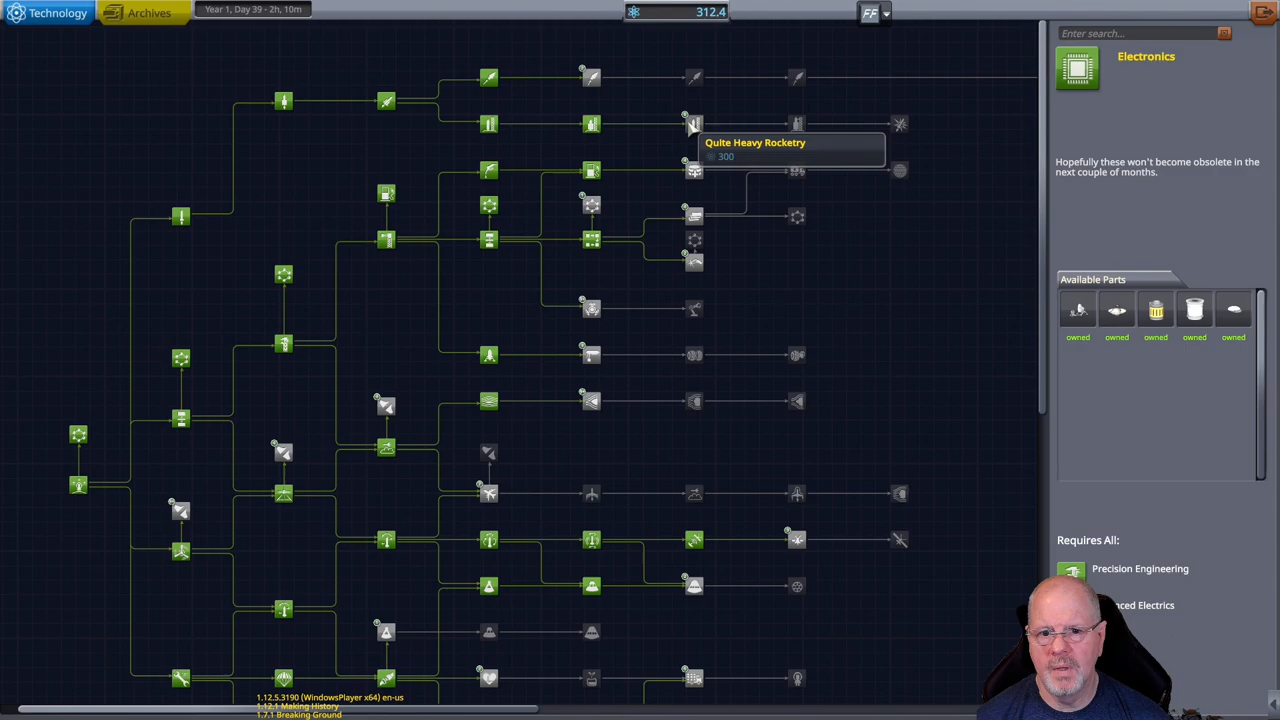 Technology
Archives
Year 1, Day 39 - 2h, 10m
312.4
FF
Enter search...
Electronics
Quite Heavy Rocketry
300
Hopefully these won't become obsolete in the
next couple of months.
Available Parts
owned
owned
owned
owned
owned
Requires All:
Precision Engineering
nced Electrics
1.12.5.3190 (WindowsPlayer x64) en-us
1.12.1 Making History
1.7.1 Breaking Ground